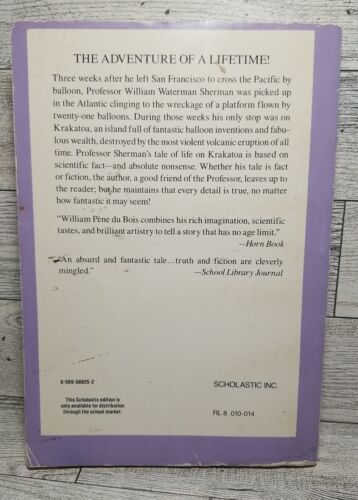 THE ADVENTURE OF A LIFETIME!
Three weeks after he left San Francisco to cross the Pacific by
balloon, Professor William Waterman Sherman was picked up
in the Atlantic clinging to the wreckage of a platform flown by
twenty-one balloons. During those weeks his only stop was on
Krakatoa, an island full of fantastic balloon inventions and fabu-
lous wealth, destroyed by the most violent volcanic eruption of all
time. Professor Sherman's tale of life on Krakatoa is based on
scientific fact—and absolute nonsense. Whether his tale is fact
or fiction, the author, a good friend of the Professor, leaves up to
the reader; but he maintains that every detail is true, no matter
how fantastic it may seem!
"William Pène du Bois combines his rich imagination, scientific
tastes, and brilliant artistry to tell a story that has no age limit."
—Horn Book
"An absurd and fantastic tale...truth and fiction are cleverly
mingled."
—School Library Journal
0-590-56025-2
SCHOLASTIC INC.
This Scholastic edition is
only available for distribution
through the school market.
RL 8 010-014